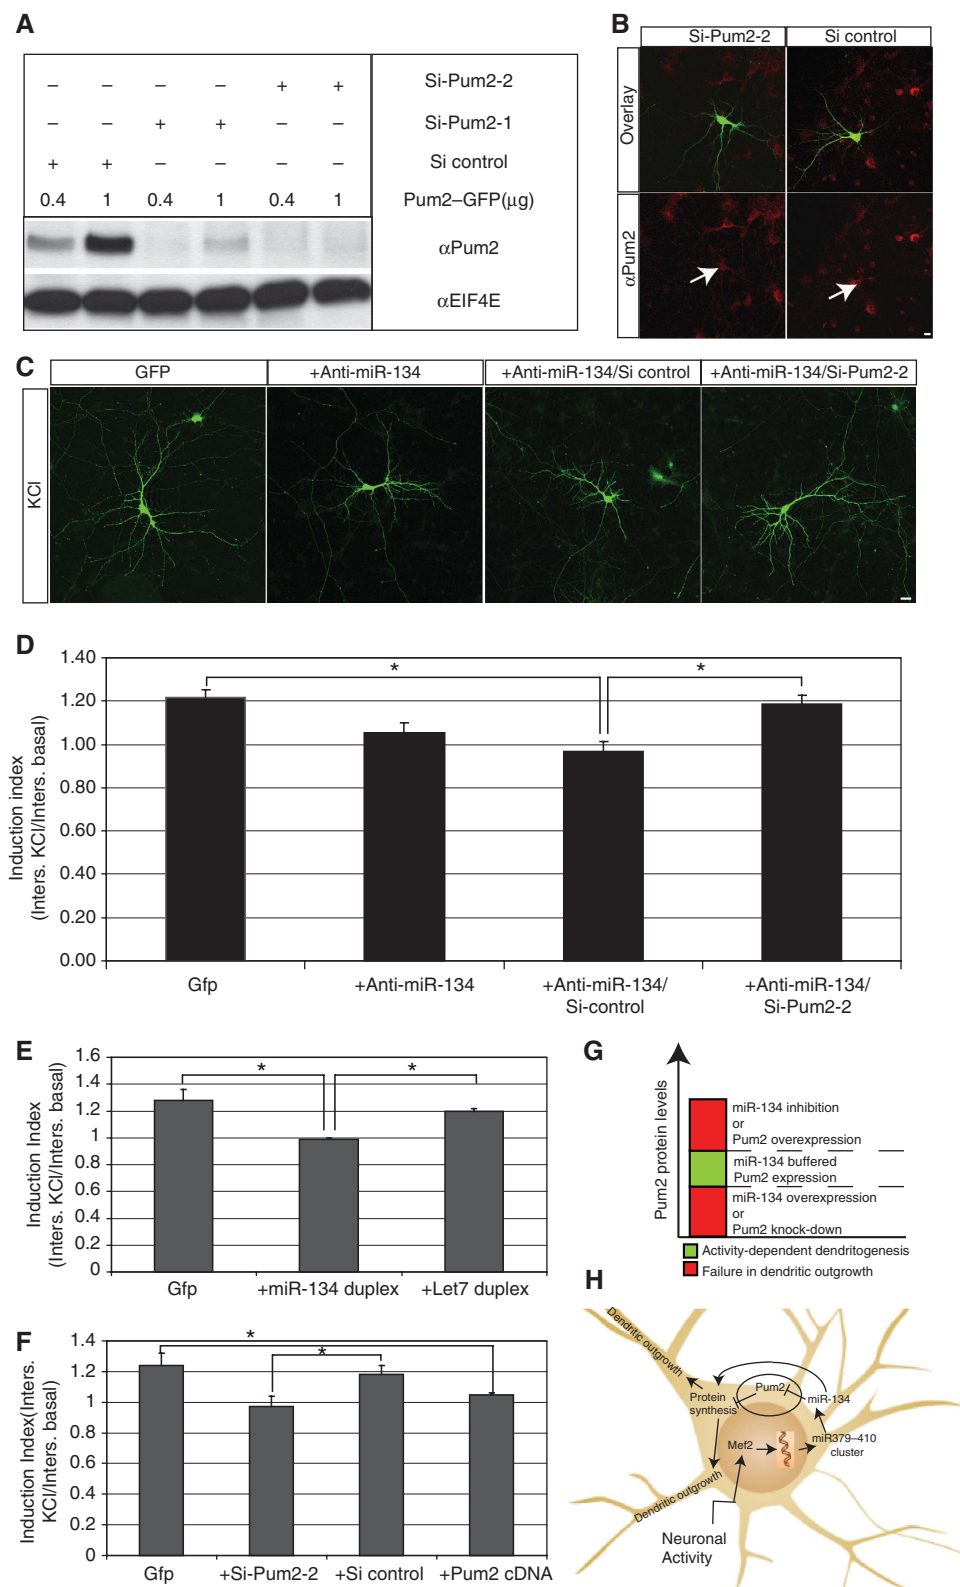 A
− − − − + + Si-Pum2-2
− − + + − − Si-Pum2-1
+ + − − − − Si control
0.4 1 0.4 1 0.4 1 Pum2–GFP(μg)
αPum2
αEIF4E
B
Si-Pum2-2 Si control
Overlay
αPum2
C
GFP +Anti-miR-134 +Anti-miR-134/Si control +Anti-miR-134/Si-Pum2-2
KCl
D
Induction index
(Inters. KCl/Inters. basal)
1.40
1.20
1.00
0.80
0.60
0.40
0.20
0.00
* *
Gfp +Anti-miR-134 +Anti-miR-134/ +Anti-miR-134/
Si-control Si-Pum2-2
E
Induction Index
(Inters. KCl/Inters. basal)
1.6
1.4
1.2
1
0.8
0.6
0.4
0.2
0
* *
Gfp +miR-134 duplex +Let7 duplex
F
Induction Index(Inters.
KCl/Inters. basal)
1.4
1.2
1
0.8
0.6
0.4
0.2
0
*
*
Gfp +Si-Pum2-2 +Si control +Pum2 cDNA
G
Pum2 protein levels
miR-134 inhibition
or
Pum2 overexpression
miR-134 buffered
Pum2 expression
miR-134 overexpression
or
Pum2 knock-down
Activity-dependent dendritogenesis
Failure in dendritic outgrowth
H
Dendritic outgrowth
Pum2
Protein
synthesis
miR-134
miR379–410
cluster
Mef2
Dendritic outgrowth
Neuronal
Activity